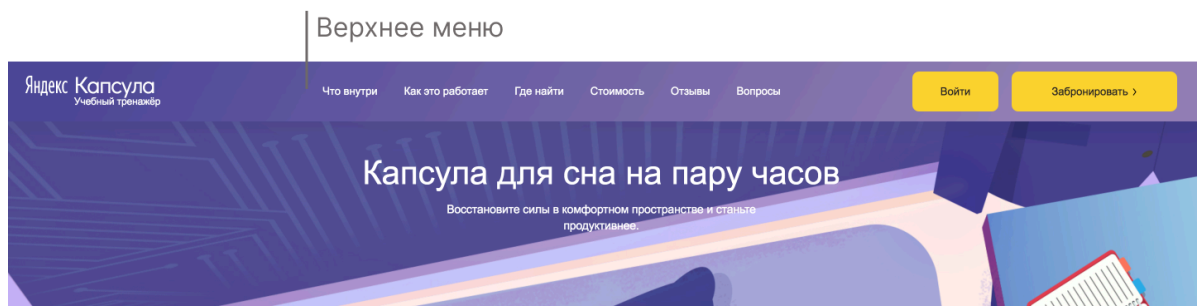 Верхнее меню
Яндекс Капсула
Учебный тренажёр
Что внутри Как это работает Где найти Стоимость Отзывы Вопросы Войти Забронировать >
Капсула для сна на пару часов
Восстановите силы в комфортном пространстве и станьте
продуктивнее.